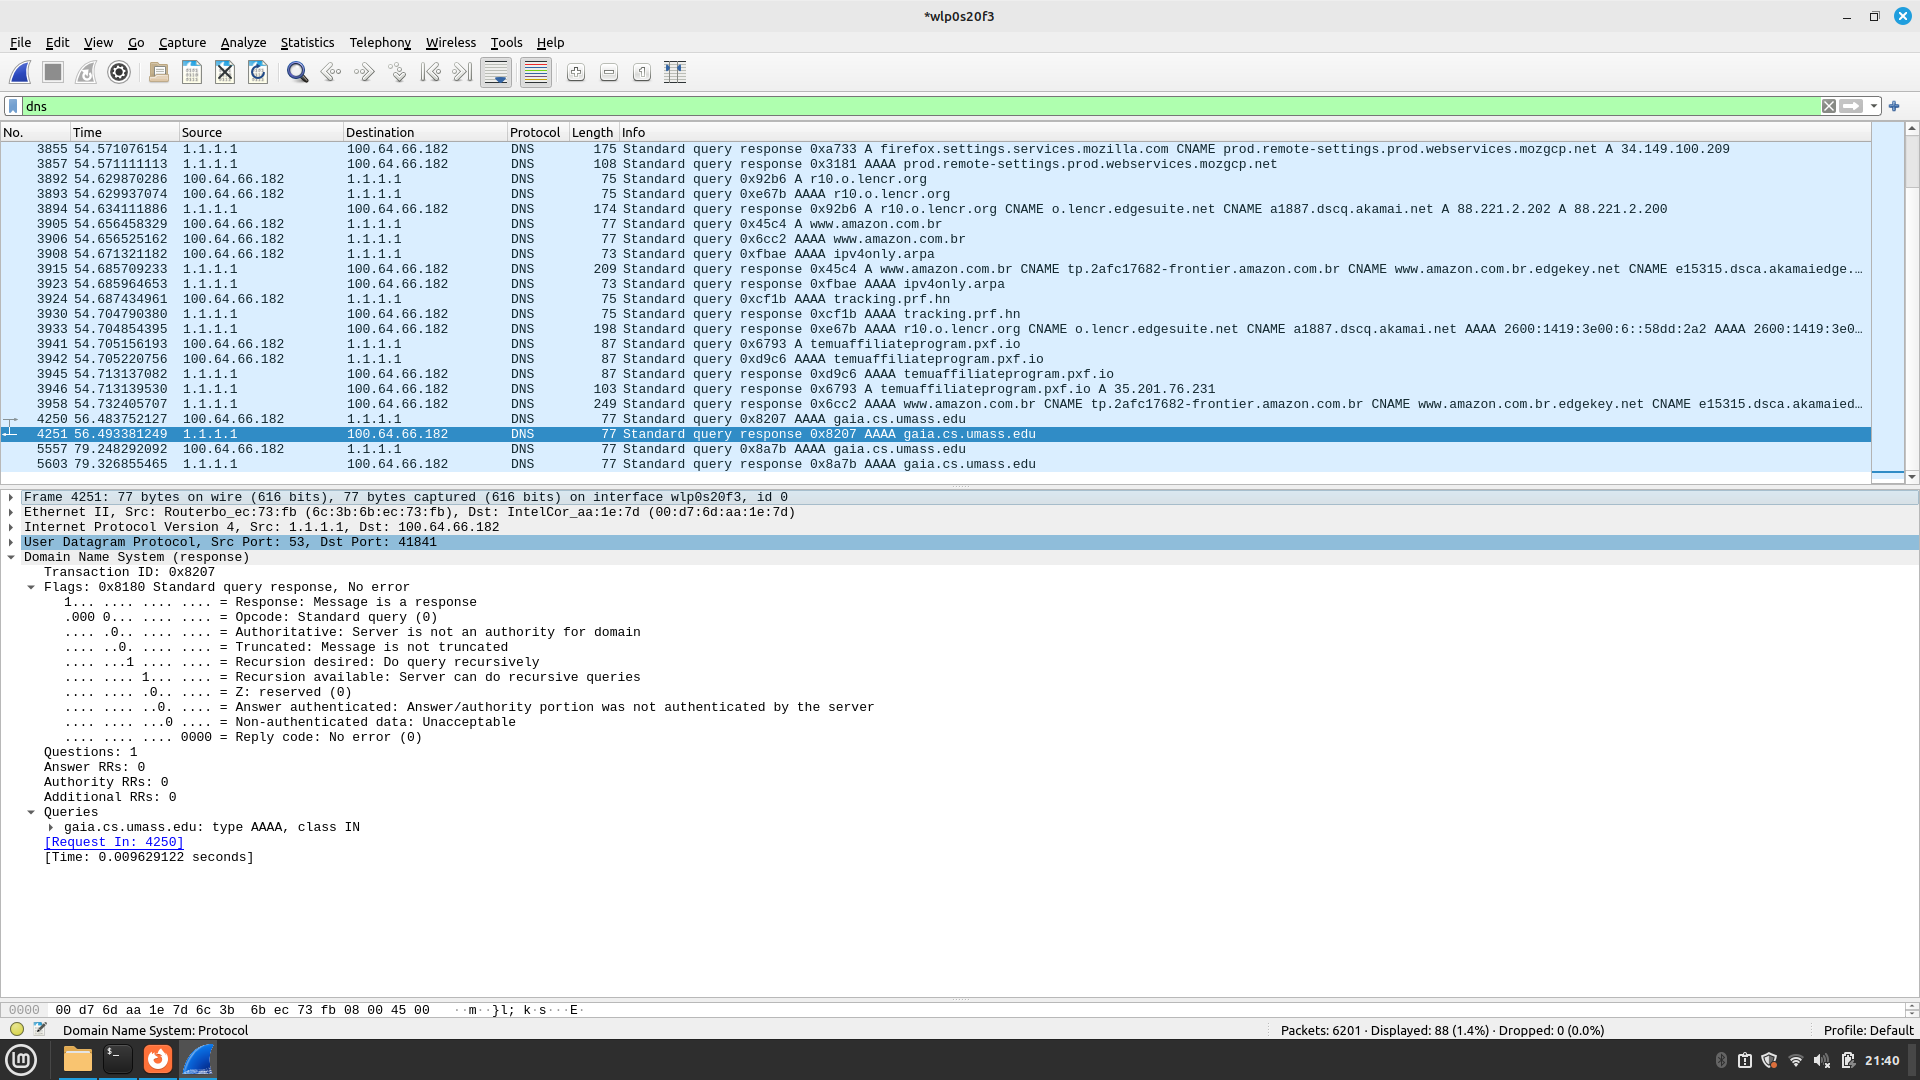 *wlp0s20f3
File Edit View Go Capture Analyze Statistics Telephony Wireless Tools Help
dns
No. Time Source Destination Protocol Length Info
3855 54.571076154 1.1.1.1 100.64.66.182 DNS 175 Standard query response 0xa733 A firefox.settings.services.mozilla.com CNAME prod.remote-settings.prod.webservices.mozgcp.net A 34.149.100.209
3857 54.571111113 1.1.1.1 100.64.66.182 DNS 108 Standard query response 0x3181 AAAA prod.remote-settings.prod.webservices.mozgcp.net
3892 54.629870286 100.64.66.182 1.1.1.1 DNS 75 Standard query 0x92b6 A r10.o.lencr.org
3893 54.629937074 100.64.66.182 1.1.1.1 DNS 75 Standard query 0xe67b AAAA r10.o.lencr.org
3894 54.634111886 1.1.1.1 100.64.66.182 DNS 174 Standard query response 0x92b6 A r10.o.lencr.org CNAME o.lencr.edgesuite.net CNAME a1887.dscq.akamai.net A 88.221.2.202 A 88.221.2.200
3905 54.656458329 100.64.66.182 1.1.1.1 DNS 77 Standard query 0x45c4 A www.amazon.com.br
3906 54.656525162 100.64.66.182 1.1.1.1 DNS 77 Standard query 0x6cc2 AAAA www.amazon.com.br
3908 54.671321182 100.64.66.182 1.1.1.1 DNS 73 Standard query 0xfbae AAAA ipv4only.arpa
3915 54.685709233 1.1.1.1 100.64.66.182 DNS 209 Standard query response 0x45c4 A www.amazon.com.br CNAME tp.2afc17682-frontier.amazon.com.br CNAME www.amazon.com.br.edgekey.net CNAME e15315.dsca.akamaiedge.…
3923 54.685964653 1.1.1.1 100.64.66.182 DNS 73 Standard query response 0xfbae AAAA ipv4only.arpa
3924 54.687434961 100.64.66.182 1.1.1.1 DNS 75 Standard query 0xcf1b AAAA tracking.prf.hn
3930 54.704790380 1.1.1.1 100.64.66.182 DNS 75 Standard query response 0xcf1b AAAA tracking.prf.hn
3933 54.704854395 1.1.1.1 100.64.66.182 DNS 198 Standard query response 0xe67b AAAA r10.o.lencr.org CNAME o.lencr.edgesuite.net CNAME a1887.dscq.akamai.net AAAA 2600:1419:3e00:6::58dd:2a2 AAAA 2600:1419:3e0…
3941 54.705156193 100.64.66.182 1.1.1.1 DNS 87 Standard query 0x6793 A temuaffiliateprogram.pxf.io
3942 54.705220756 100.64.66.182 1.1.1.1 DNS 87 Standard query 0xd9c6 AAAA temuaffiliateprogram.pxf.io
3945 54.713137082 1.1.1.1 100.64.66.182 DNS 87 Standard query response 0xd9c6 AAAA temuaffiliateprogram.pxf.io
3946 54.713139530 1.1.1.1 100.64.66.182 DNS 103 Standard query response 0x6793 A temuaffiliateprogram.pxf.io A 35.201.76.231
3958 54.732405707 1.1.1.1 100.64.66.182 DNS 249 Standard query response 0x6cc2 AAAA www.amazon.com.br CNAME tp.2afc17682-frontier.amazon.com.br CNAME www.amazon.com.br.edgekey.net CNAME e15315.dsca.akamaied…
4250 56.483752127 100.64.66.182 1.1.1.1 DNS 77 Standard query 0x8207 AAAA gaia.cs.umass.edu
4251 56.493381249 1.1.1.1 100.64.66.182 DNS 77 Standard query response 0x8207 AAAA gaia.cs.umass.edu
5557 79.248292092 100.64.66.182 1.1.1.1 DNS 77 Standard query 0x8a7b AAAA gaia.cs.umass.edu
5603 79.326855465 1.1.1.1 100.64.66.182 DNS 77 Standard query response 0x8a7b AAAA gaia.cs.umass.edu
Frame 4251: 77 bytes on wire (616 bits), 77 bytes captured (616 bits) on interface wlp0s20f3, id 0
Ethernet II, Src: Routerbo_ec:73:fb (6c:3b:6b:ec:73:fb), Dst: IntelCor_aa:1e:7d (00:d7:6d:aa:1e:7d)
Internet Protocol Version 4, Src: 1.1.1.1, Dst: 100.64.66.182
User Datagram Protocol, Src Port: 53, Dst Port: 41841
Domain Name System (response)
Transaction ID: 0x8207
Flags: 0x8180 Standard query response, No error
1... .... .... .... = Response: Message is a response
.000 0... .... .... = Opcode: Standard query (0)
.... .0.. .... .... = Authoritative: Server is not an authority for domain
.... ..0. .... .... = Truncated: Message is not truncated
.... ...1 .... .... = Recursion desired: Do query recursively
.... .... 1... .... = Recursion available: Server can do recursive queries
.... .... .0.. .... = Z: reserved (0)
.... .... ..0. .... = Answer authenticated: Answer/authority portion was not authenticated by the server
.... .... ...0 .... = Non-authenticated data: Unacceptable
.... .... .... 0000 = Reply code: No error (0)
Questions: 1
Answer RRs: 0
Authority RRs: 0
Additional RRs: 0
Queries
gaia.cs.umass.edu: type AAAA, class IN
[Request In: 4250]
[Time: 0.009629122 seconds]
0000 00 d7 6d aa 1e 7d 6c 3b 6b ec 73 fb 08 00 45 00 ··m··}l; k·s···E·
Domain Name System: Protocol Packets: 6201 · Displayed: 88 (1.4%) · Dropped: 0 (0.0%) Profile: Default
21:40